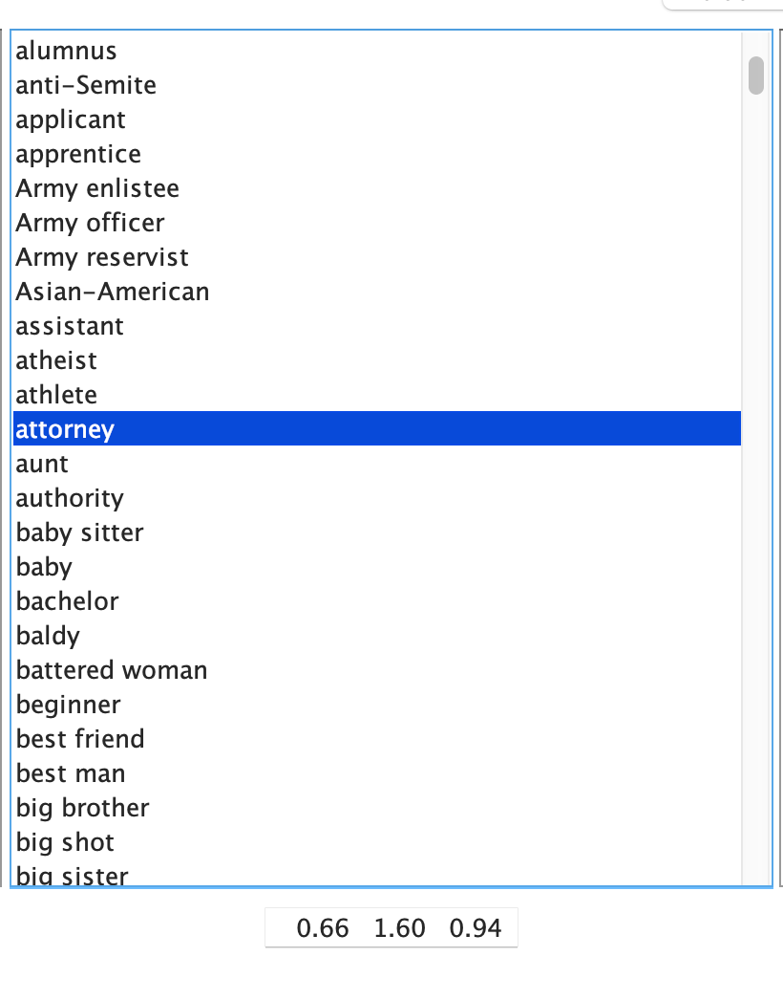 alumnus
anti-Semite
applicant
apprentice
Army enlistee
Army officer
Army reservist
Asian-American
assistant
atheist
athlete
attorney
aunt
authority
baby sitter
baby
bachelor
baldy
battered woman
beginner
best friend
best man
big brother
big shot
big sister
0.66 1.60 0.94